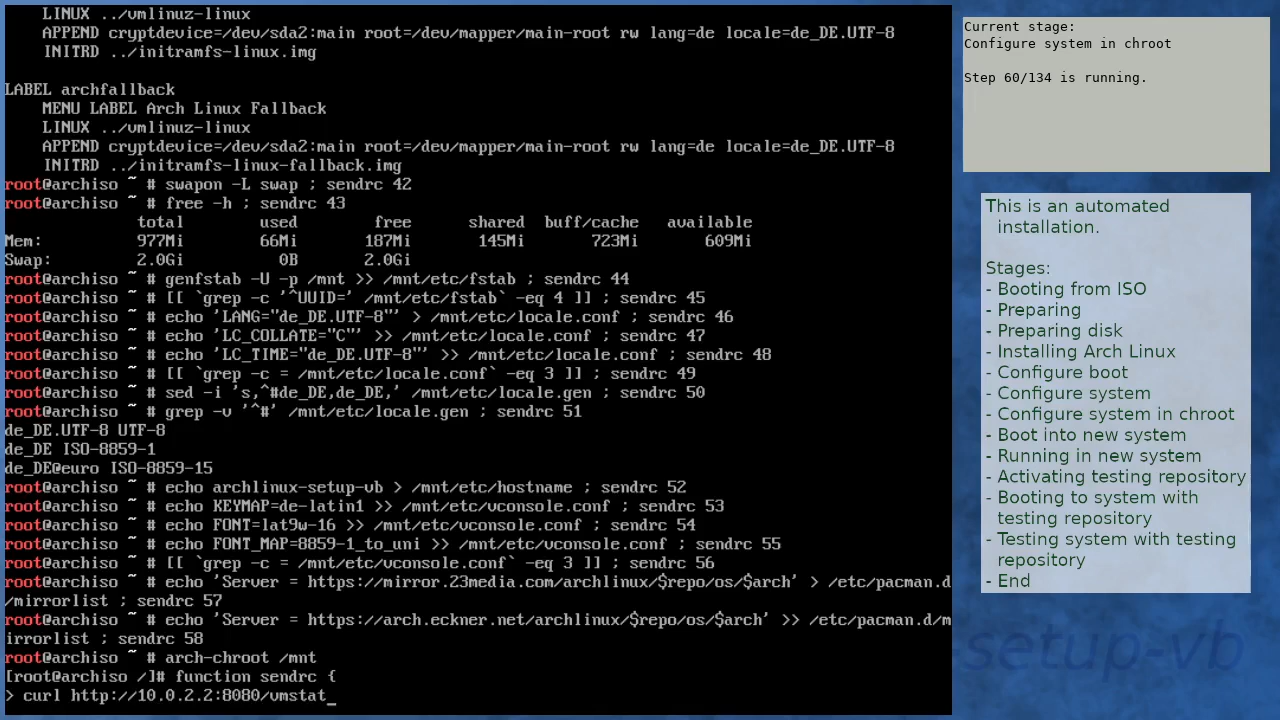 LINUX ../vmlinuz-linux
    APPEND cryptdevice=/dev/sda2:main root=/dev/mapper/main-root rw lang=de locale=de_DE.UTF-8
    INITRD ../initramfs-linux.img
LABEL archfallback
    MENU LABEL Arch Linux Fallback
    LINUX ../vmlinuz-linux
    APPEND cryptdevice=/dev/sda2:main root=/dev/mapper/main-root rw lang=de locale=de_DE.UTF-8
    INITRD ../initramfs-linux-fallback.img
root@archiso ~ # swapon -L swap ; sendrc 42
root@archiso ~ # free -h ; sendrc 43
              total        used        free      shared  buff/cache   available
Mem:          977Mi        66Mi       187Mi       145Mi       723Mi       609Mi
Swap:         2.0Gi          0B       2.0Gi
root@archiso ~ # genfstab -U -p /mnt >> /mnt/etc/fstab ; sendrc 44
root@archiso ~ # [[ `grep -c '^UUID=' /mnt/etc/fstab` -eq 4 ]] ; sendrc 45
root@archiso ~ # echo 'LANG="de_DE.UTF-8"' > /mnt/etc/locale.conf ; sendrc 46
root@archiso ~ # echo 'LC_COLLATE="C"' >> /mnt/etc/locale.conf ; sendrc 47
root@archiso ~ # echo 'LC_TIME="de_DE.UTF-8"' >> /mnt/etc/locale.conf ; sendrc 48
root@archiso ~ # [[ `grep -c = /mnt/etc/locale.conf` -eq 3 ]] ; sendrc 49
root@archiso ~ # sed -i 's,^#de_DE,de_DE,' /mnt/etc/locale.gen ; sendrc 50
root@archiso ~ # grep -v '^#' /mnt/etc/locale.gen ; sendrc 51
de_DE.UTF-8 UTF-8
de_DE ISO-8859-1
de_DE@euro ISO-8859-15
root@archiso ~ # echo archlinux-setup-vb > /mnt/etc/hostname ; sendrc 52
root@archiso ~ # echo KEYMAP=de-latin1 >> /mnt/etc/vconsole.conf ; sendrc 53
root@archiso ~ # echo FONT=lat9w-16 >> /mnt/etc/vconsole.conf ; sendrc 54
root@archiso ~ # echo FONT_MAP=8859-1_to_uni >> /mnt/etc/vconsole.conf ; sendrc 55
root@archiso ~ # [[ `grep -c = /mnt/etc/vconsole.conf` -eq 3 ]] ; sendrc 56
root@archiso ~ # echo 'Server = https://mirror.23media.com/archlinux/$repo/os/$arch' > /etc/pacman.d
/mirrorlist ; sendrc 57
root@archiso ~ # echo 'Server = https://arch.eckner.net/archlinux/$repo/os/$arch' >> /etc/pacman.d/m
irrorlist ; sendrc 58
root@archiso ~ # arch-chroot /mnt
[root@archiso /]# function sendrc {
> curl http://10.0.2.2:8080/vmstat_
Current stage:
Configure system in chroot
Step 60/134 is running.
This is an automated
installation.
Stages:
- Booting from ISO
- Preparing
- Preparing disk
- Installing Arch Linux
- Configure boot
- Configure system
- Configure system in chroot
- Boot into new system
- Running in new system
- Activating testing repository
- Booting to system with
testing repository
- Testing system with testing
repository
- End
setup-vb